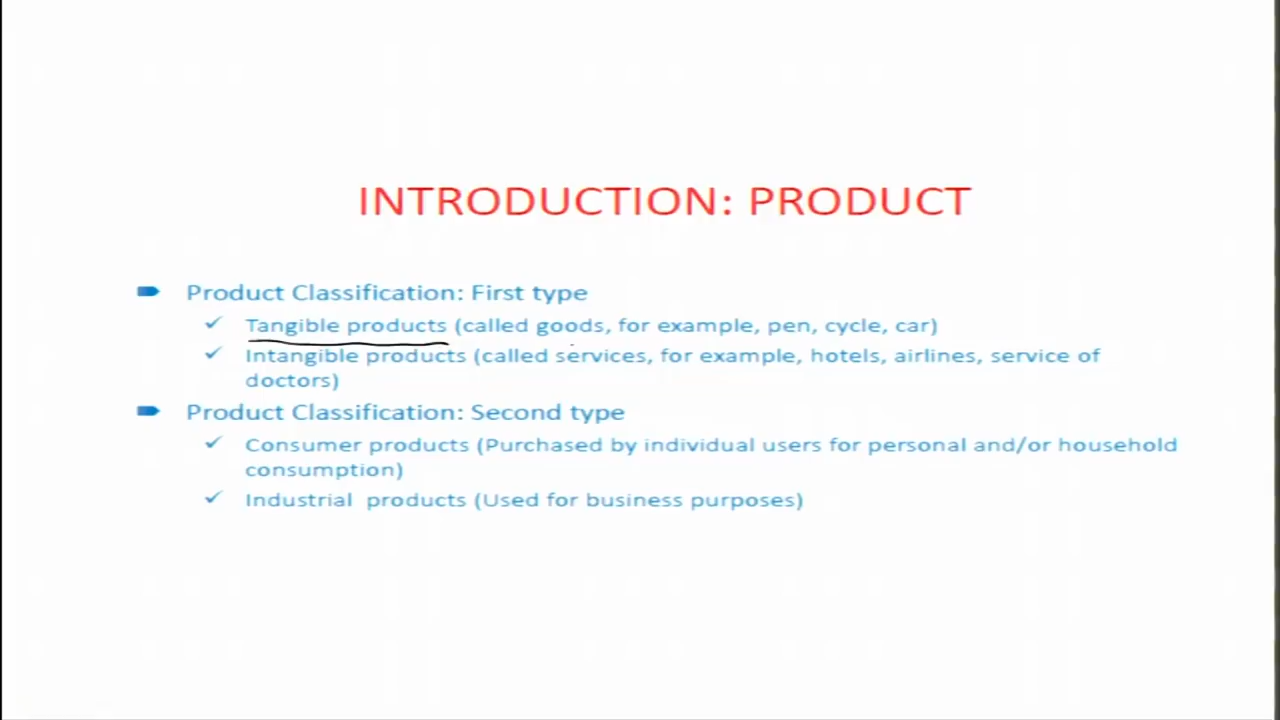 INTRODUCTION: PRODUCT
Product Classification: First type
Tangible products (called goods, for example, pen, cycle, car)
Intangible products (called services, for example, hotels, airlines, service of
doctors)
Product Classification: Second type
Consumer products (Purchased by individual users for personal and/or household
consumption)
Industrial products (Used for business purposes)